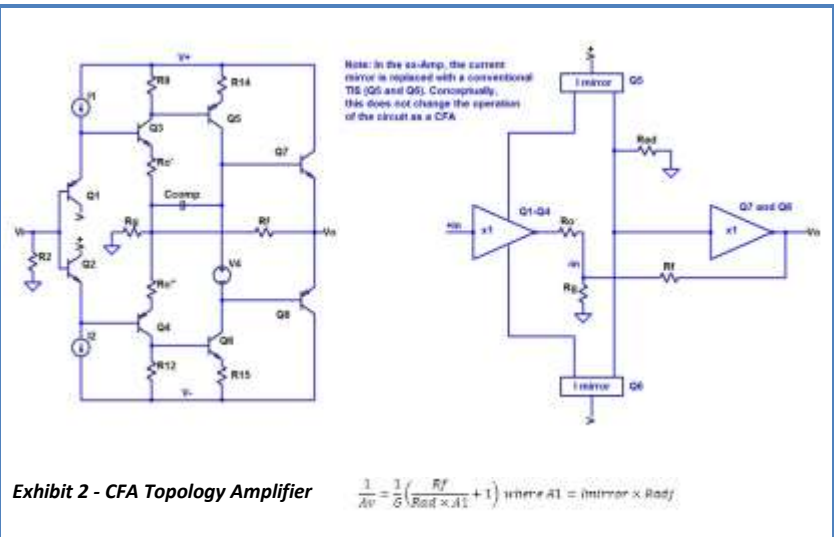 V+
R8
R14
I1
Q3
Q5
Re'
Q7
Q1
V-
Ccomp
Vi
Rg
Rf
Vo
R2
V+
Q2
V4
Re"
Q8
Q4
Q6
I2
R12
R15
V-
Note: In the sx-Amp, the current
mirror is replaced with a conventional
TIS (Q5 and Q6). Conceptually,
this does not change the operation
of the circuit as a CFA
V+
I mirror
Q5
Rad
Q1-Q4
Q7 and Q8
+in
x1
Ro
x1
Vo
-in
Rf
Rg
I mirror
Q6
V-
Exhibit 2 - CFA Topology Amplifier
1/Av = 1/G (Rf/(Rad × A1) + 1) where A1 = Imirror × Radj